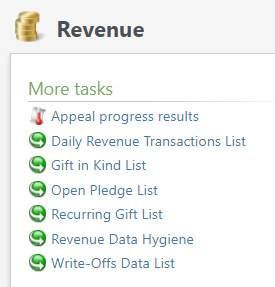 Revenue
More tasks
Appeal progress results
Daily Revenue Transactions List
Gift in Kind List
Open Pledge List
Recurring Gift List
Revenue Data Hygiene
Write-Offs Data List